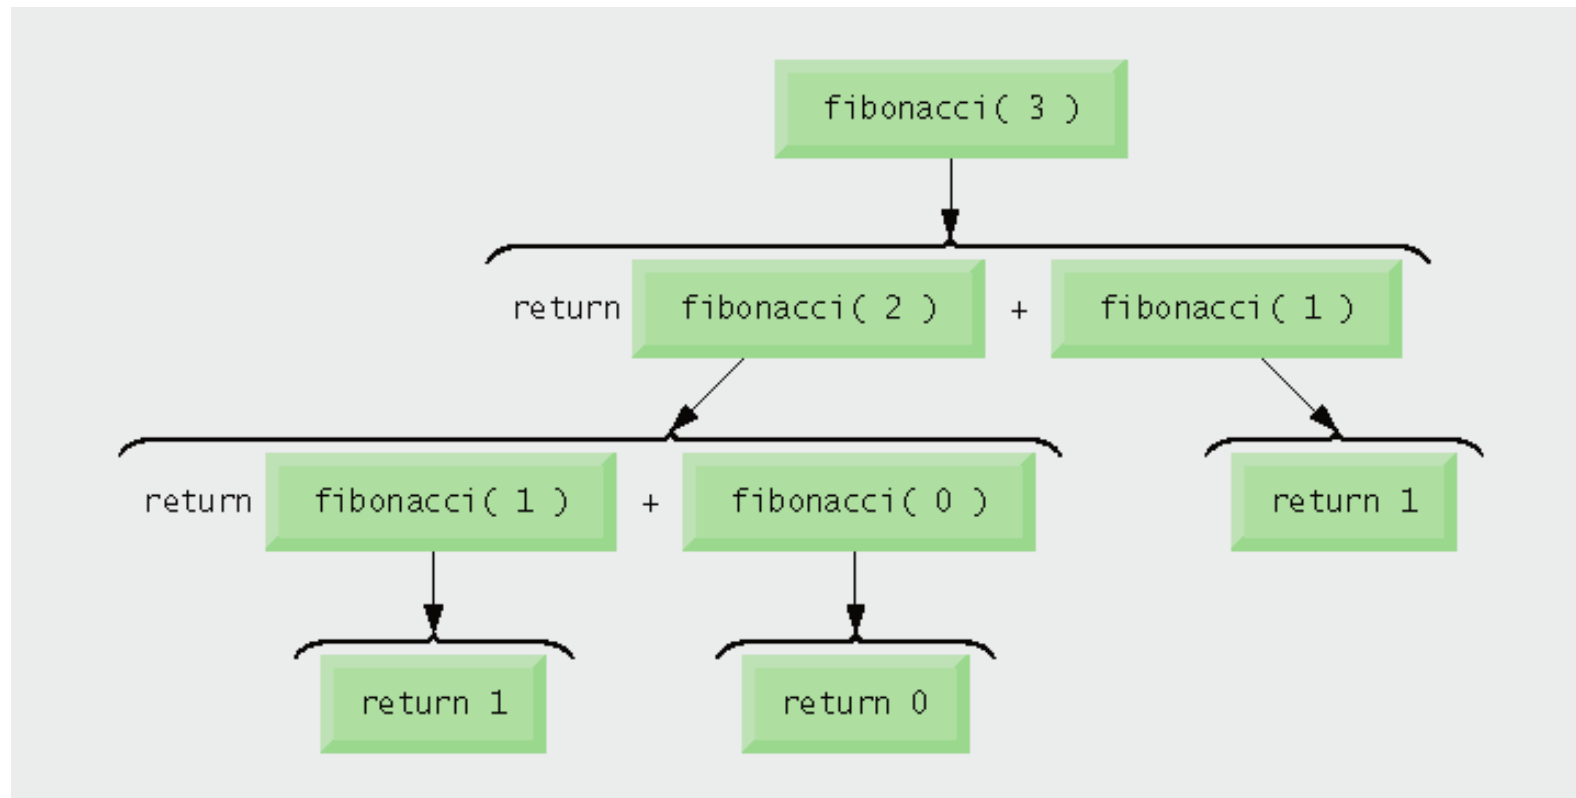 fibonacci( 3 )
return fibonacci( 2 ) + fibonacci( 1 )
return fibonacci( 1 ) + fibonacci( 0 ) return 1
return 1 return 0